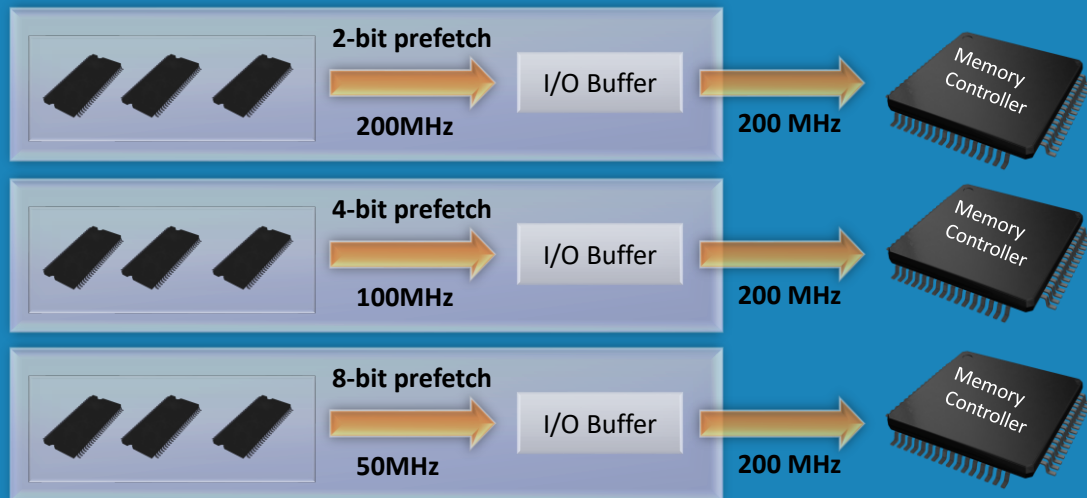 2-bit prefetch
I/O Buffer
200MHz
200 MHz
Memory
Controller
4-bit prefetch
I/O Buffer
100MHz
200 MHz
Memory
Controller
8-bit prefetch
I/O Buffer
50MHz
200 MHz
Memory
Controller